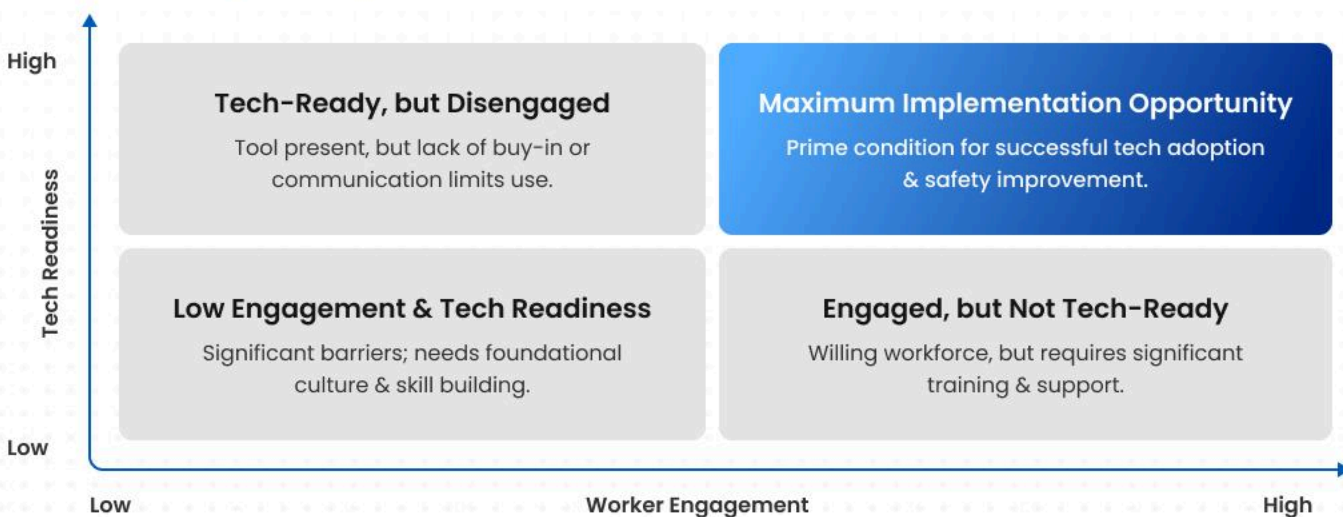 High
Tech-Ready, but Disengaged
Tool present, but lack of buy-in or
communication limits use.
Maximum Implementation Opportunity
Prime condition for successful tech adoption
& safety improvement.
Tech Readiness
Low Engagement & Tech Readiness
Significant barriers; needs foundational
culture & skill building.
Engaged, but Not Tech-Ready
Willing workforce, but requires significant
training & support.
Low
Low
Worker Engagement
High